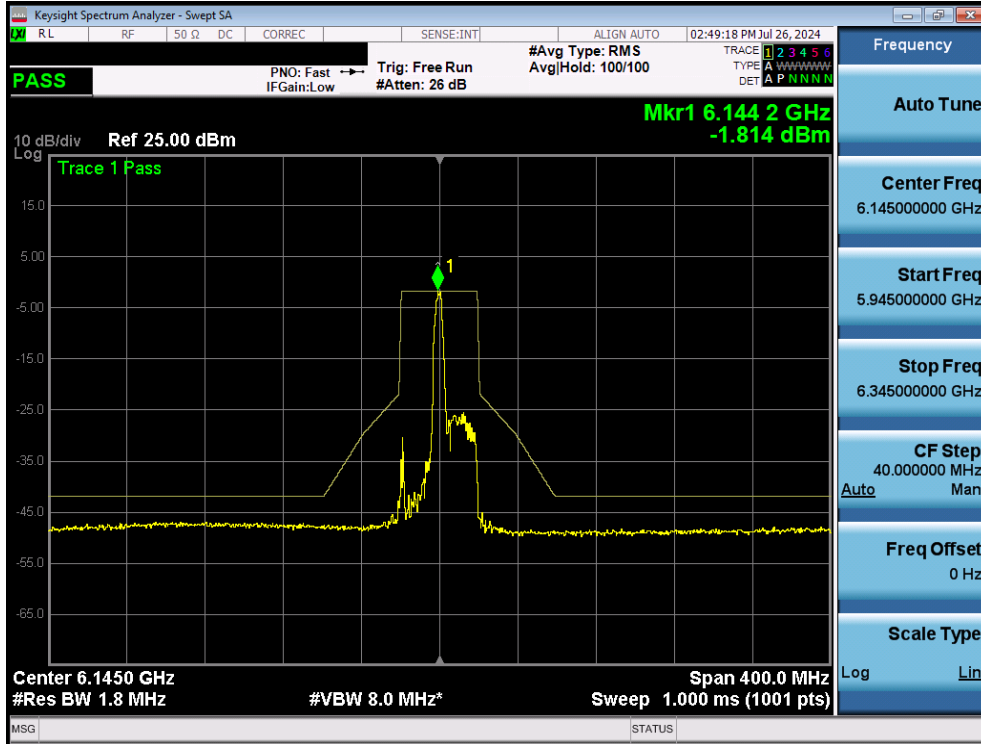 Keysight Spectrum Analyzer - Swept SA
LXI RL RF 50 Ω DC CORREC SENSE:INT ALIGN AUTO 02:49:18 PM Jul 26, 2024
PASS
PNO: Fast
IFGain:Low
Trig: Free Run
#Atten: 26 dB
#Avg Type: RMS
Avg|Hold: 100/100
TRACE 1 2 3 4 5 6
TYPE A WWWWW
DET A P N N N N
Mkr1 6.144 2 GHz
-1.814 dBm
10 dB/div Ref 25.00 dBm
Log
Trace 1 Pass
15.0
5.00
-5.00
-15.0
-25.0
-35.0
-45.0
-55.0
-65.0
1
Center 6.1450 GHz Span 400.0 MHz
#Res BW 1.8 MHz #VBW 8.0 MHz* Sweep 1.000 ms (1001 pts)
MSG STATUS
Frequency
Auto Tune
Center Freq
6.145000000 GHz
Start Freq
5.945000000 GHz
Stop Freq
6.345000000 GHz
CF Step
40.000000 MHz
Auto Man
Freq Offset
0 Hz
Scale Type
Log Lin